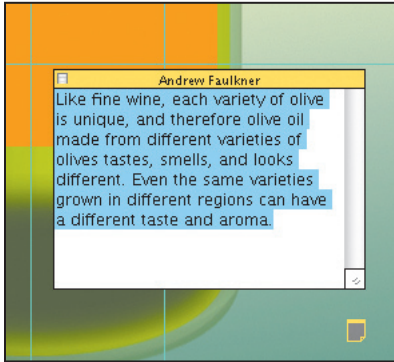 Andrew Faulkner
Like fine wine, each variety of olive
is unique, and therefore olive oil
made from different varieties of
olives tastes, smells, and looks
different. Even the same varieties
grown in different regions can have
a different taste and aroma.